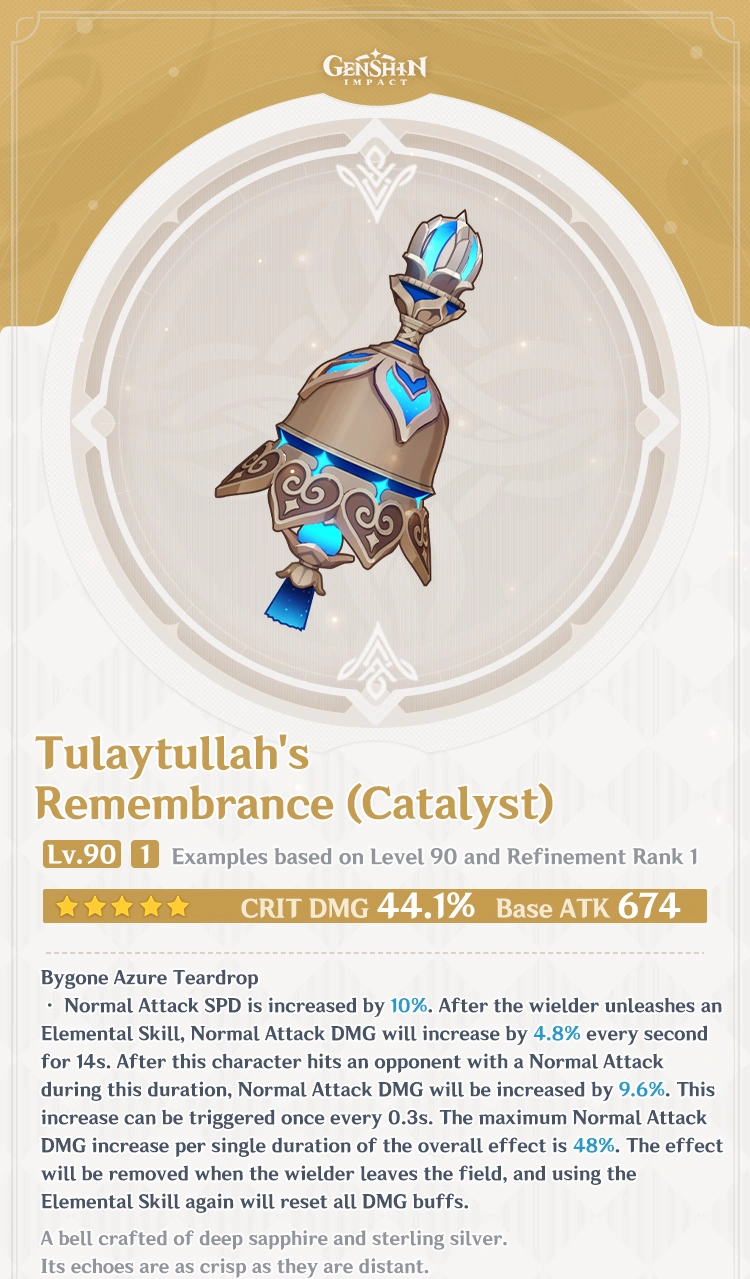 GENSHIN
IMPACT
Tulaytullah's
Remembrance (Catalyst)
Lv.90 1 Examples based on Level 90 and Refinement Rank 1
CRIT DMG 44.1% Base ATK 674
Bygone Azure Teardrop
· Normal Attack SPD is increased by 10%. After the wielder unleashes an
Elemental Skill, Normal Attack DMG will increase by 4.8% every second
for 14s. After this character hits an opponent with a Normal Attack
during this duration, Normal Attack DMG will be increased by 9.6%. This
increase can be triggered once every 0.3s. The maximum Normal Attack
DMG increase per single duration of the overall effect is 48%. The effect
will be removed when the wielder leaves the field, and using the
Elemental Skill again will reset all DMG buffs.
A bell crafted of deep sapphire and sterling silver.
Its echoes are as crisp as they are distant.